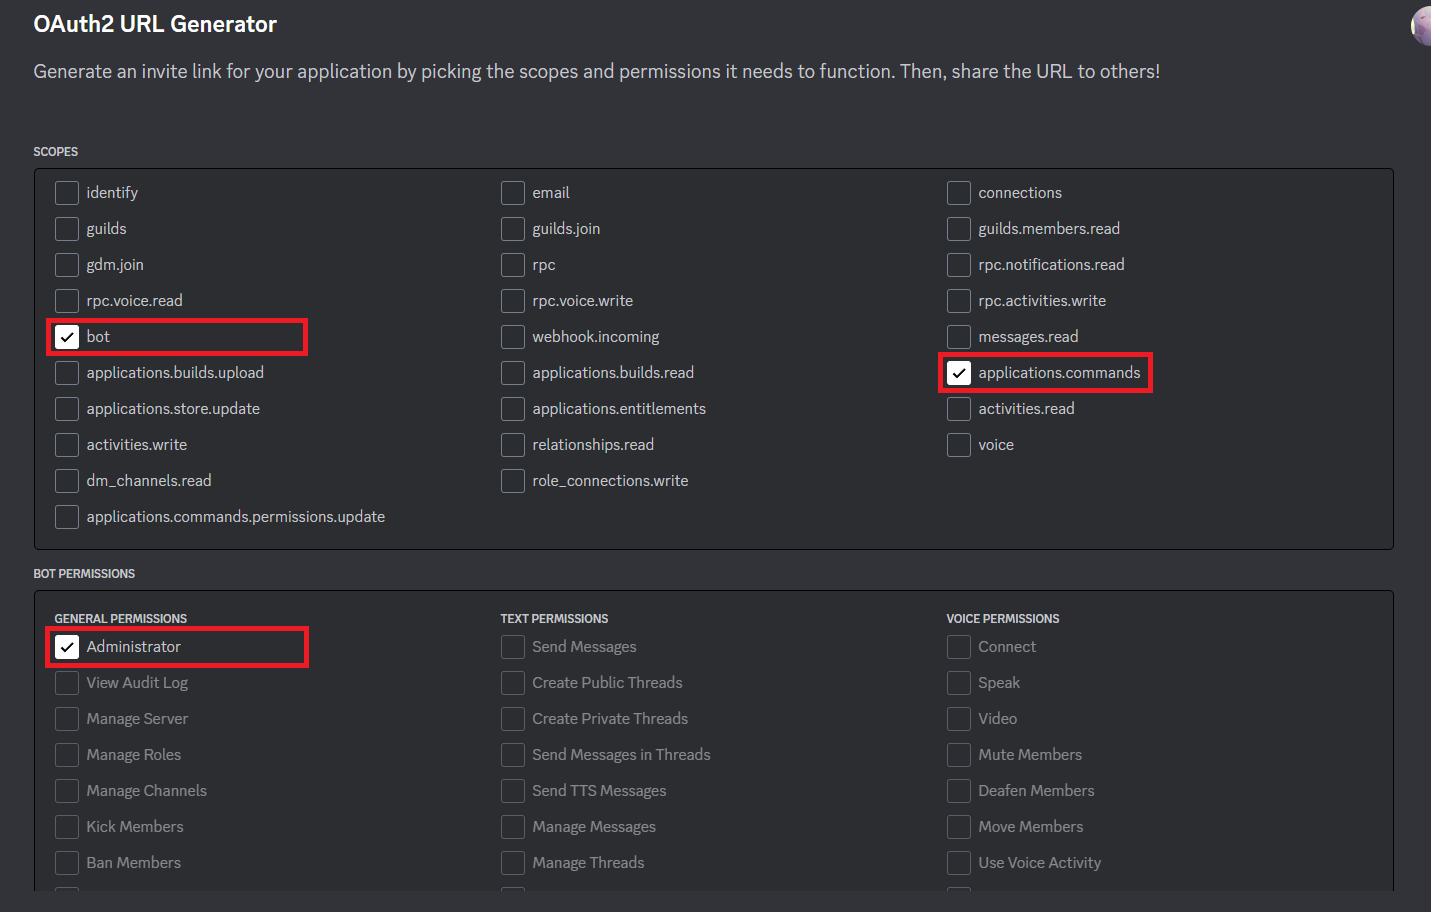 OAuth2 URL Generator
Generate an invite link for your application by picking the scopes and permissions it needs to function. Then, share the URL to others!
SCOPES
identify email connections
guilds guilds.join guilds.members.read
gdm.join rpc rpc.notifications.read
rpc.voice.read rpc.voice.write rpc.activities.write
bot webhook.incoming messages.read
applications.builds.upload applications.builds.read applications.commands
applications.store.update applications.entitlements activities.read
activities.write relationships.read voice
dm_channels.read role_connections.write
applications.commands.permissions.update
BOT PERMISSIONS
GENERAL PERMISSIONS TEXT PERMISSIONS VOICE PERMISSIONS
Administrator Send Messages Connect
View Audit Log Create Public Threads Speak
Manage Server Create Private Threads Video
Manage Roles Send Messages in Threads Mute Members
Manage Channels Send TTS Messages Deafen Members
Kick Members Manage Messages Move Members
Ban Members Manage Threads Use Voice Activity